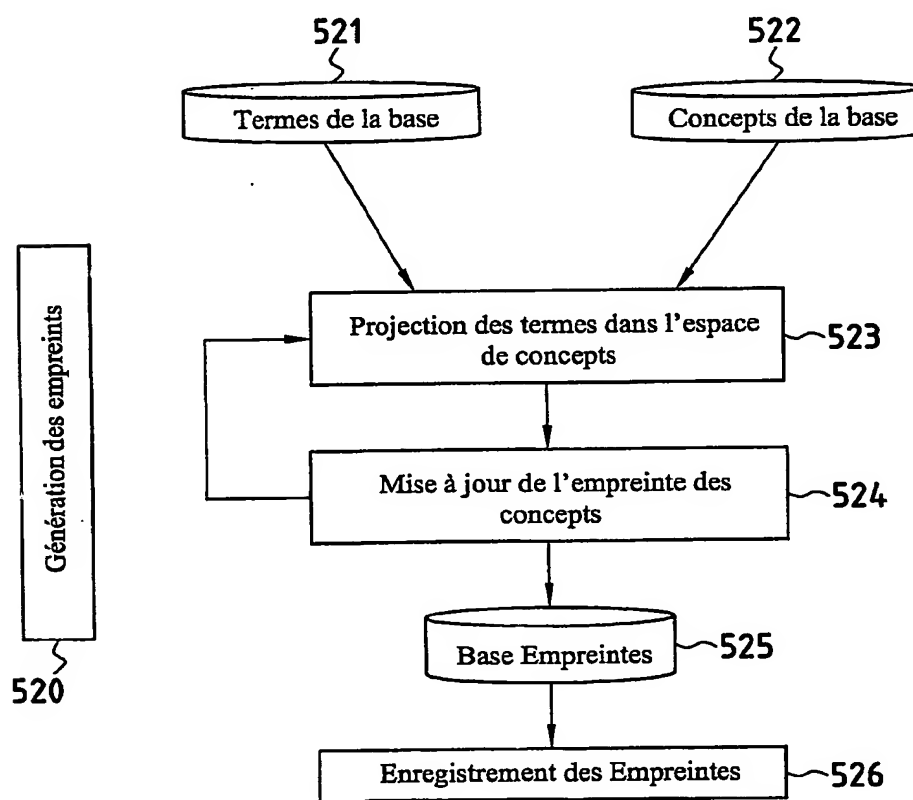 521
522
Termes de la base
Concepts de la base
Projection des termes dans l'espace
de concepts
523
Mise à jour de l'empreinte des
concepts
524
Génération des empreints
520
Base Empreintes
525
Enregistrement des Empreintes
526